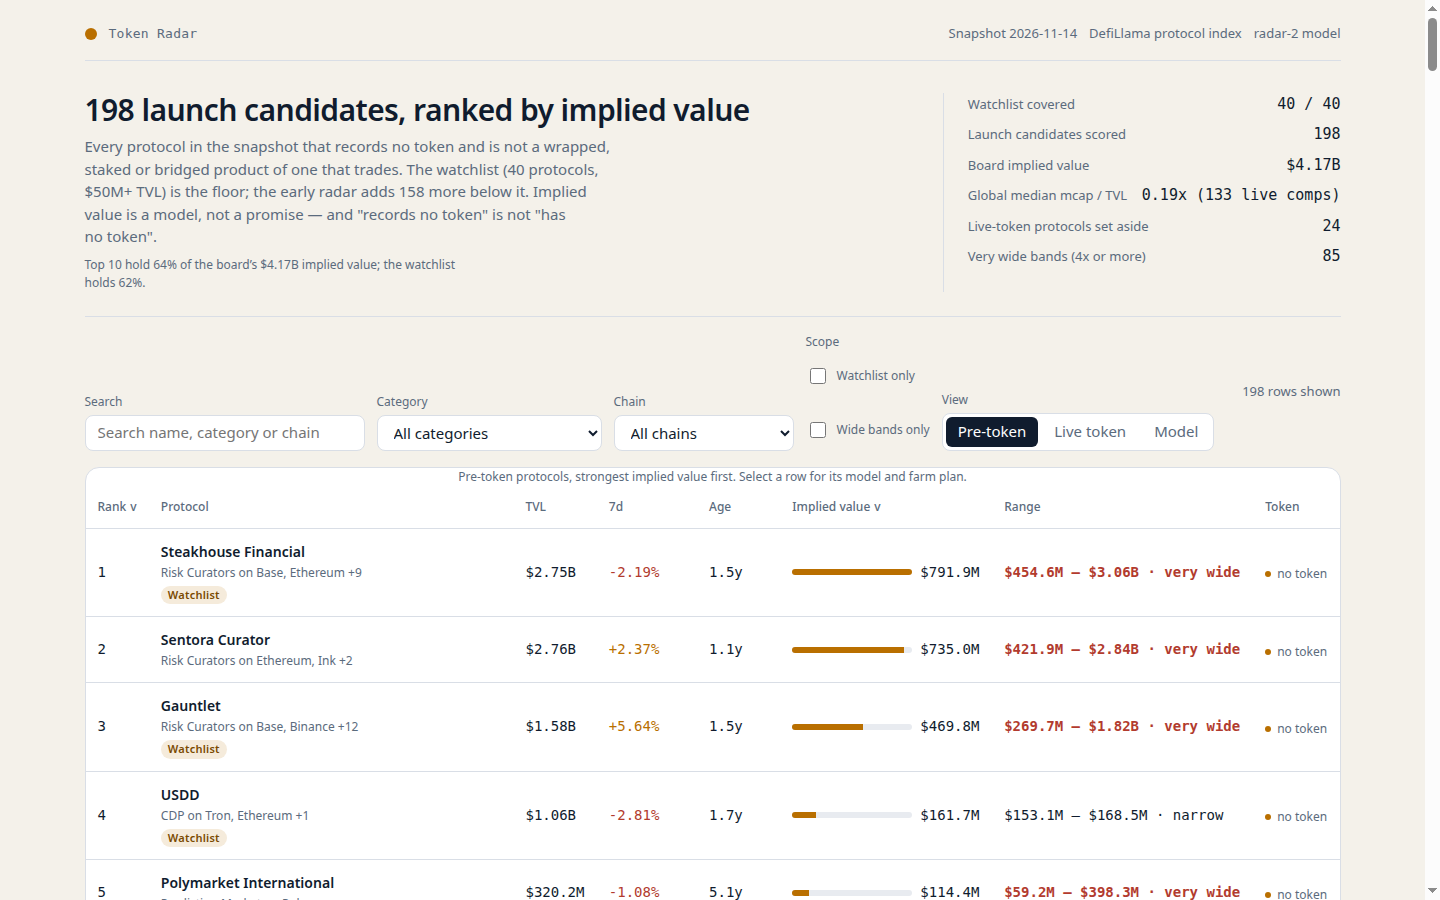 Token Radar
Snapshot 2026-11-14 DefiLlama protocol index radar-2 model
198 launch candidates, ranked by implied value
Every protocol in the snapshot that records no token and is not a wrapped,
staked or bridged product of one that trades. The watchlist (40 protocols,
$50M+ TVL) is the floor; the early radar adds 158 more below it. Implied
value is a model, not a promise — and "records no token" is not "has
no token".
Top 10 hold 64% of the board's $4.17B implied value; the watchlist
holds 62%.
Watchlist covered 40 / 40
Launch candidates scored 198
Board implied value $4.17B
Global median mcap / TVL 0.19x (133 live comps)
Live-token protocols set aside 24
Very wide bands (4x or more) 85
Search
Search name, category or chain
Category
All categories
Chain
All chains
Scope
Watchlist only
Wide bands only
View
Pre-token Live token Model
198 rows shown
Pre-token protocols, strongest implied value first. Select a row for its model and farm plan.
Rank v Protocol TVL 7d Age Implied value v Range Token
1 Steakhouse Financial $2.75B -2.19% 1.5y $791.9M $454.6M — $3.06B · very wide no token
Risk Curators on Base, Ethereum +9
Watchlist
2 Sentora Curator $2.76B +2.37% 1.1y $735.0M $421.9M — $2.84B · very wide no token
Risk Curators on Ethereum, Ink +2
3 Gauntlet $1.58B +5.64% 1.5y $469.8M $269.7M — $1.82B · very wide no token
Risk Curators on Base, Binance +12
Watchlist
4 USDD $1.06B -2.81% 1.7y $161.7M $153.1M — $168.5M · narrow no token
CDP on Tron, Ethereum +1
Watchlist
5 Polymarket International $320.2M -1.08% 5.1y $114.4M $59.2M — $398.3M · very wide no token